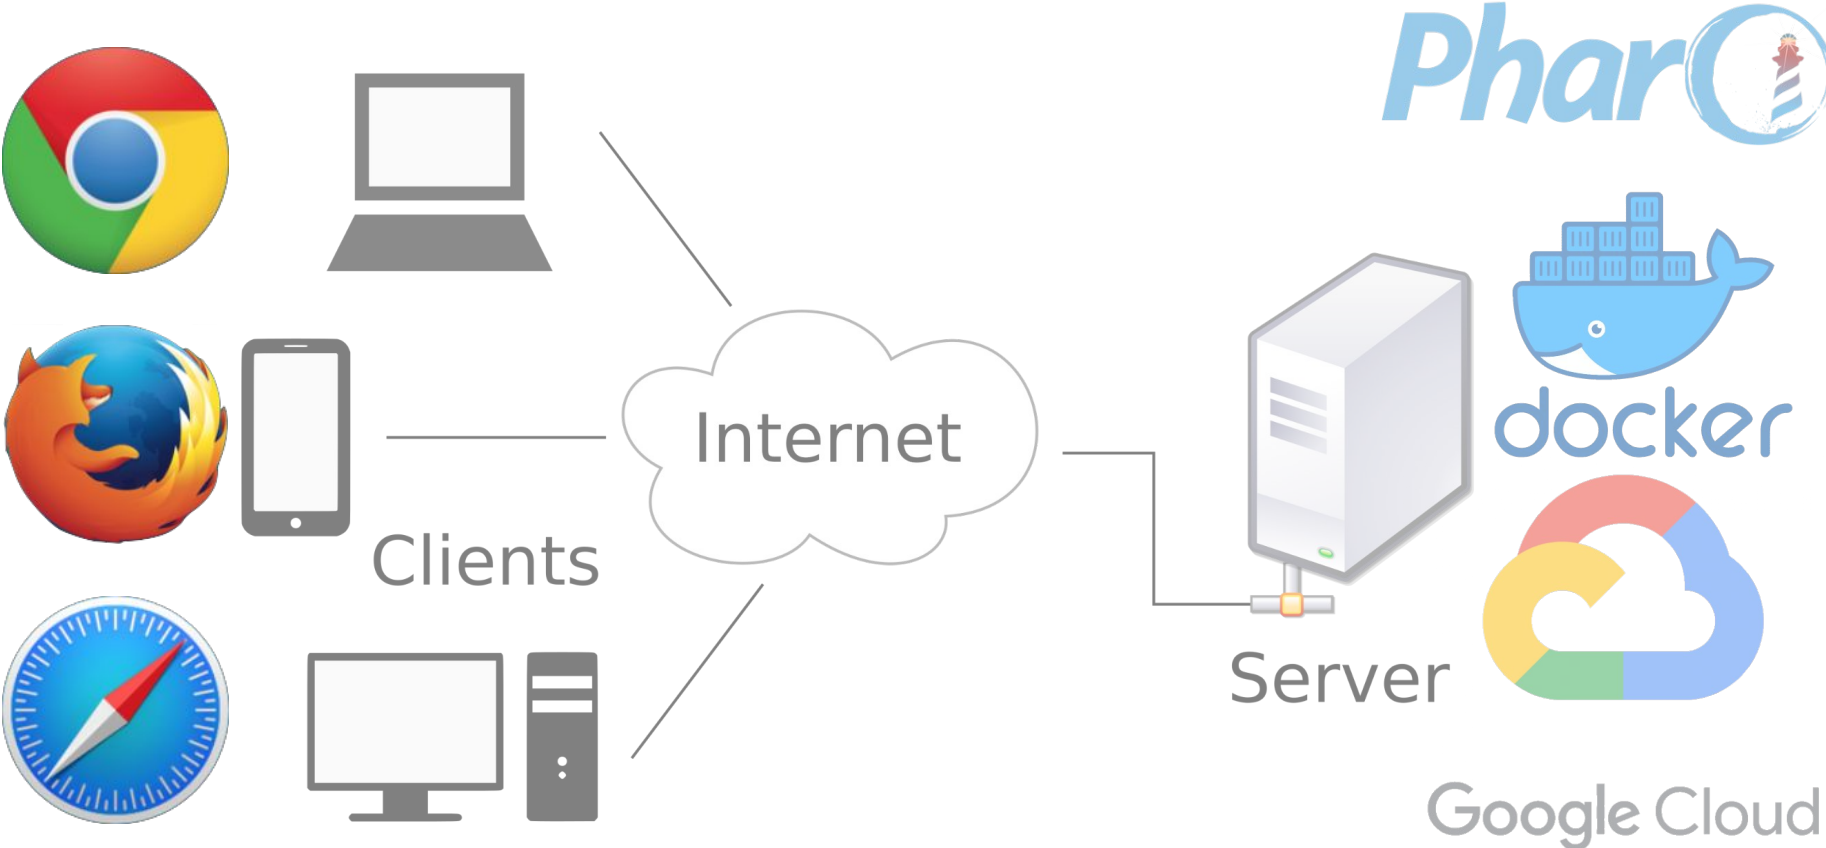 Pharo
docker
Internet
Clients
Server
Google Cloud